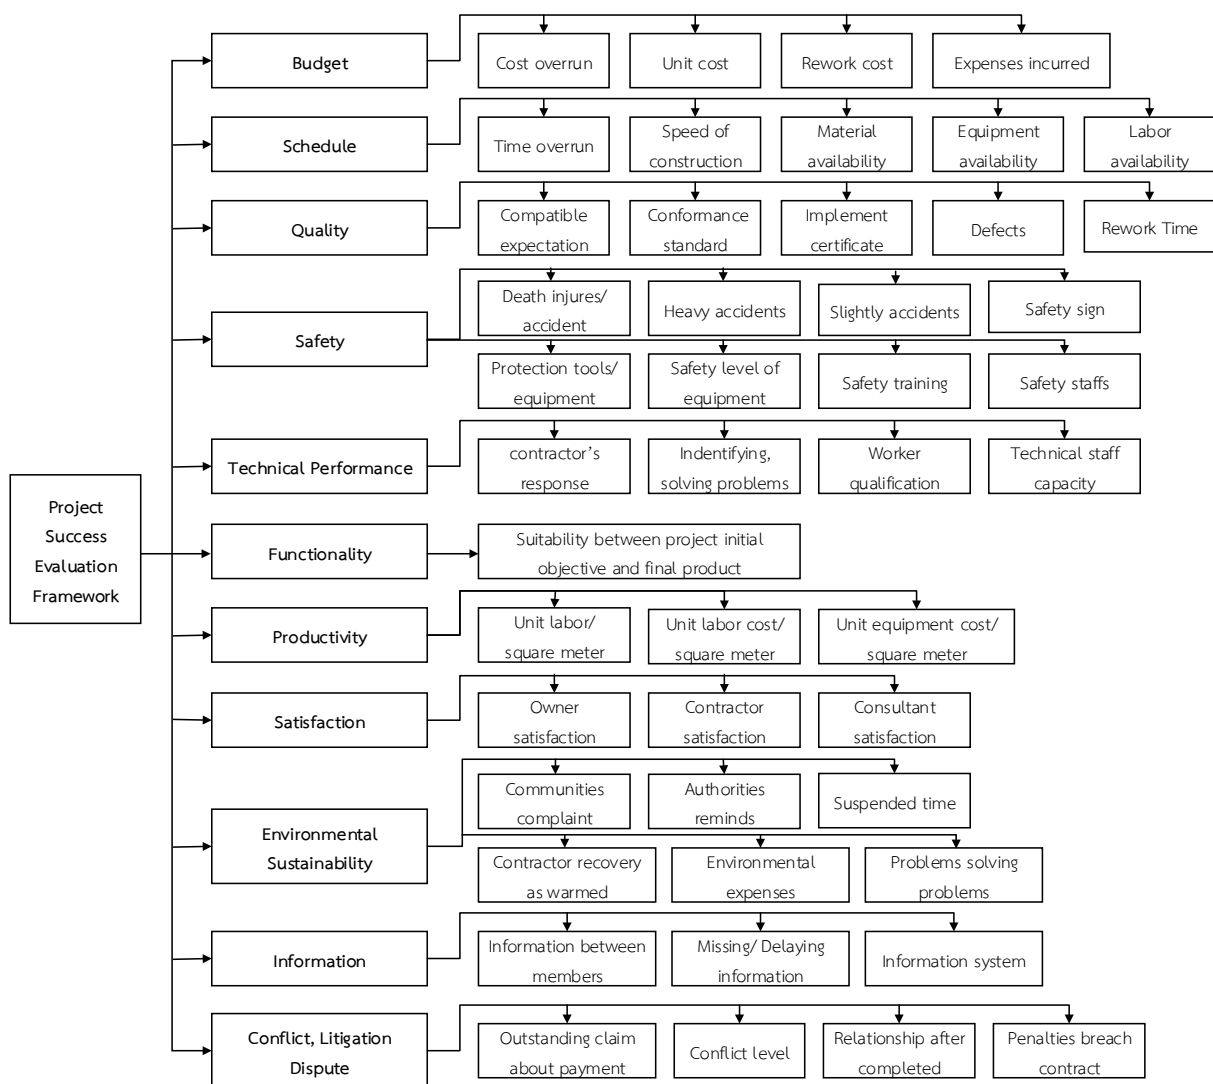 Budget
Cost overrun
Unit cost
Rework cost
Expenses incurred
Schedule
Time overrun
Speed of
construction
Material
availability
Equipment
availability
Labor
availability
Quality
Compatible
expectation
Conformance
standard
Implement
certificate
Defects
Rework Time
Safety
Death injures/
accident
Heavy accidents
Slightly accidents
Safety sign
Protection tools/
equipment
Safety level of
equipment
Safety training
Safety staffs
Technical Performance
contractor's
response
Indentifying,
solving problems
Worker
qualification
Technical staff
capacity
Project
Success
Evaluation
Framework
Functionality
Suitability between project initial
objective and final product
Productivity
Unit labor/
square meter
Unit labor cost/
square meter
Unit equipment cost/
square meter
Satisfaction
Owner
satisfaction
Contractor
satisfaction
Consultant
satisfaction
Environmental
Sustainability
Communities
complaint
Authorities
reminds
Suspended time
Contractor recovery
as warmed
Environmental
expenses
Problems solving
problems
Information
Information between
members
Missing/ Delaying
information
Information system
Conflict, Litigation
Dispute
Outstanding claim
about payment
Conflict level
Relationship after
completed
Penalties breach
contract